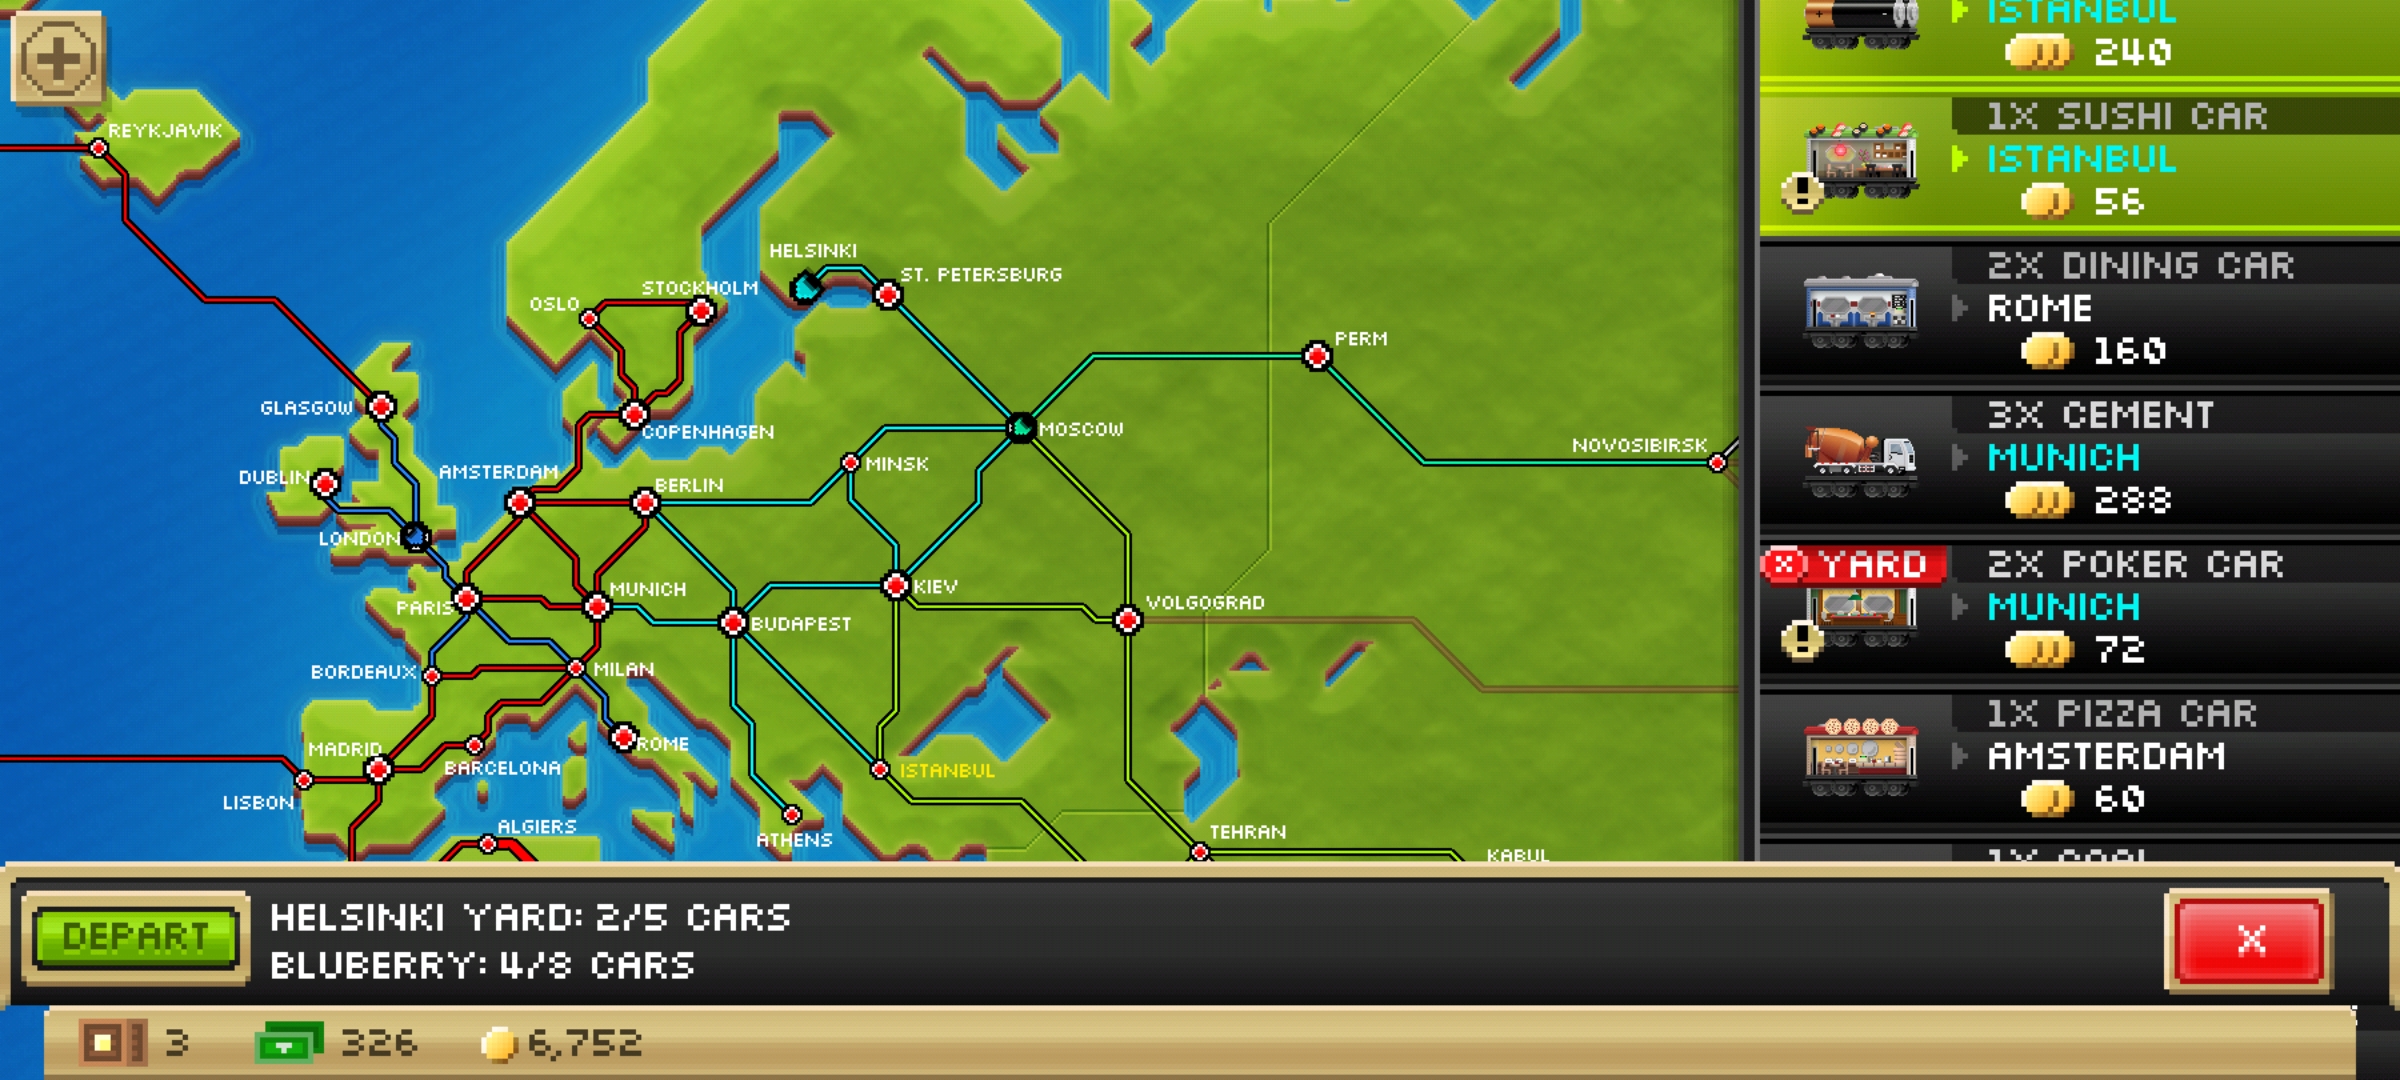 ISTANBUL
240
1X SUSHI CAR
ISTANBUL
56
2X DINING CAR
ROME
160
3X CEMENT
MUNICH
288
YARD
2X POKER CAR
MUNICH
72
1X PIZZA CAR
AMSTERDAM
60
1X COAL
REYKJAVIK
HELSINKI
ST. PETERSBURG
STOCKHOLM
OSLO
PERM
GLASGOW
COPENHAGEN
MOSCOW
NOVOSIBIRSK
MINSK
AMSTERDAM
DUBLIN
BERLIN
LONDON
MUNICH
KIEV
PARIS
VOLGOGRAD
BUDAPEST
BORDEAUX
MILAN
ROME
MADRID
BARCELONA
ISTANBUL
LISBON
ALGIERS
ATHENS
TEHRAN
KABUL
DEPART
HELSINKI YARD: 2/5 CARS
BLUBERRY: 4/8 CARS
X
3
326
6,752